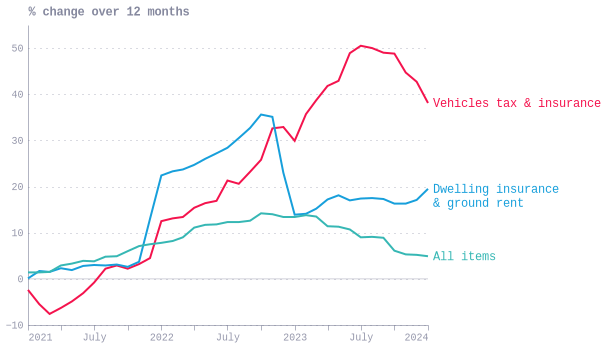 % change over 12 months
50
40
30
20
10
0
−10
Vehicles tax & insurance
Dwelling insurance
& ground rent
All items
2021 July 2022 July 2023 July 2024